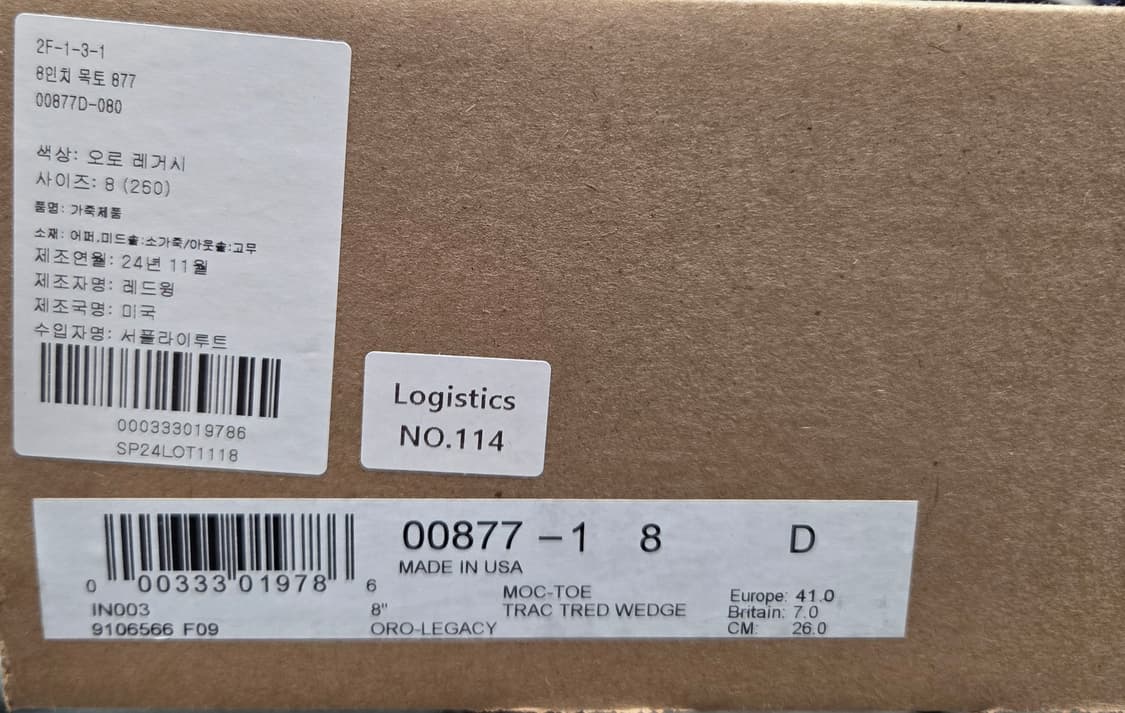 2F-1-3-1
8인치 목토 877
00877D-080
색상: 오로 레거시
사이즈: 8 (260)
품명: 가죽제품
소재: 어퍼,미드솔:소가죽/아웃솔:고무
제조연월: 24년 11월
제조자명: 레드윙
제조국명: 미국
수입자명: 서플라이루트
000333019786
SP24LOT1118
Logistics
NO.114
00877 -1 8 D
MADE IN USA
0 00333 01978 6
MOC-TOE
IN003 8" TRAC TRED WEDGE
9106566 F09 ORO-LEGACY
Europe: 41.0
Britain: 7.0
CM: 26.0